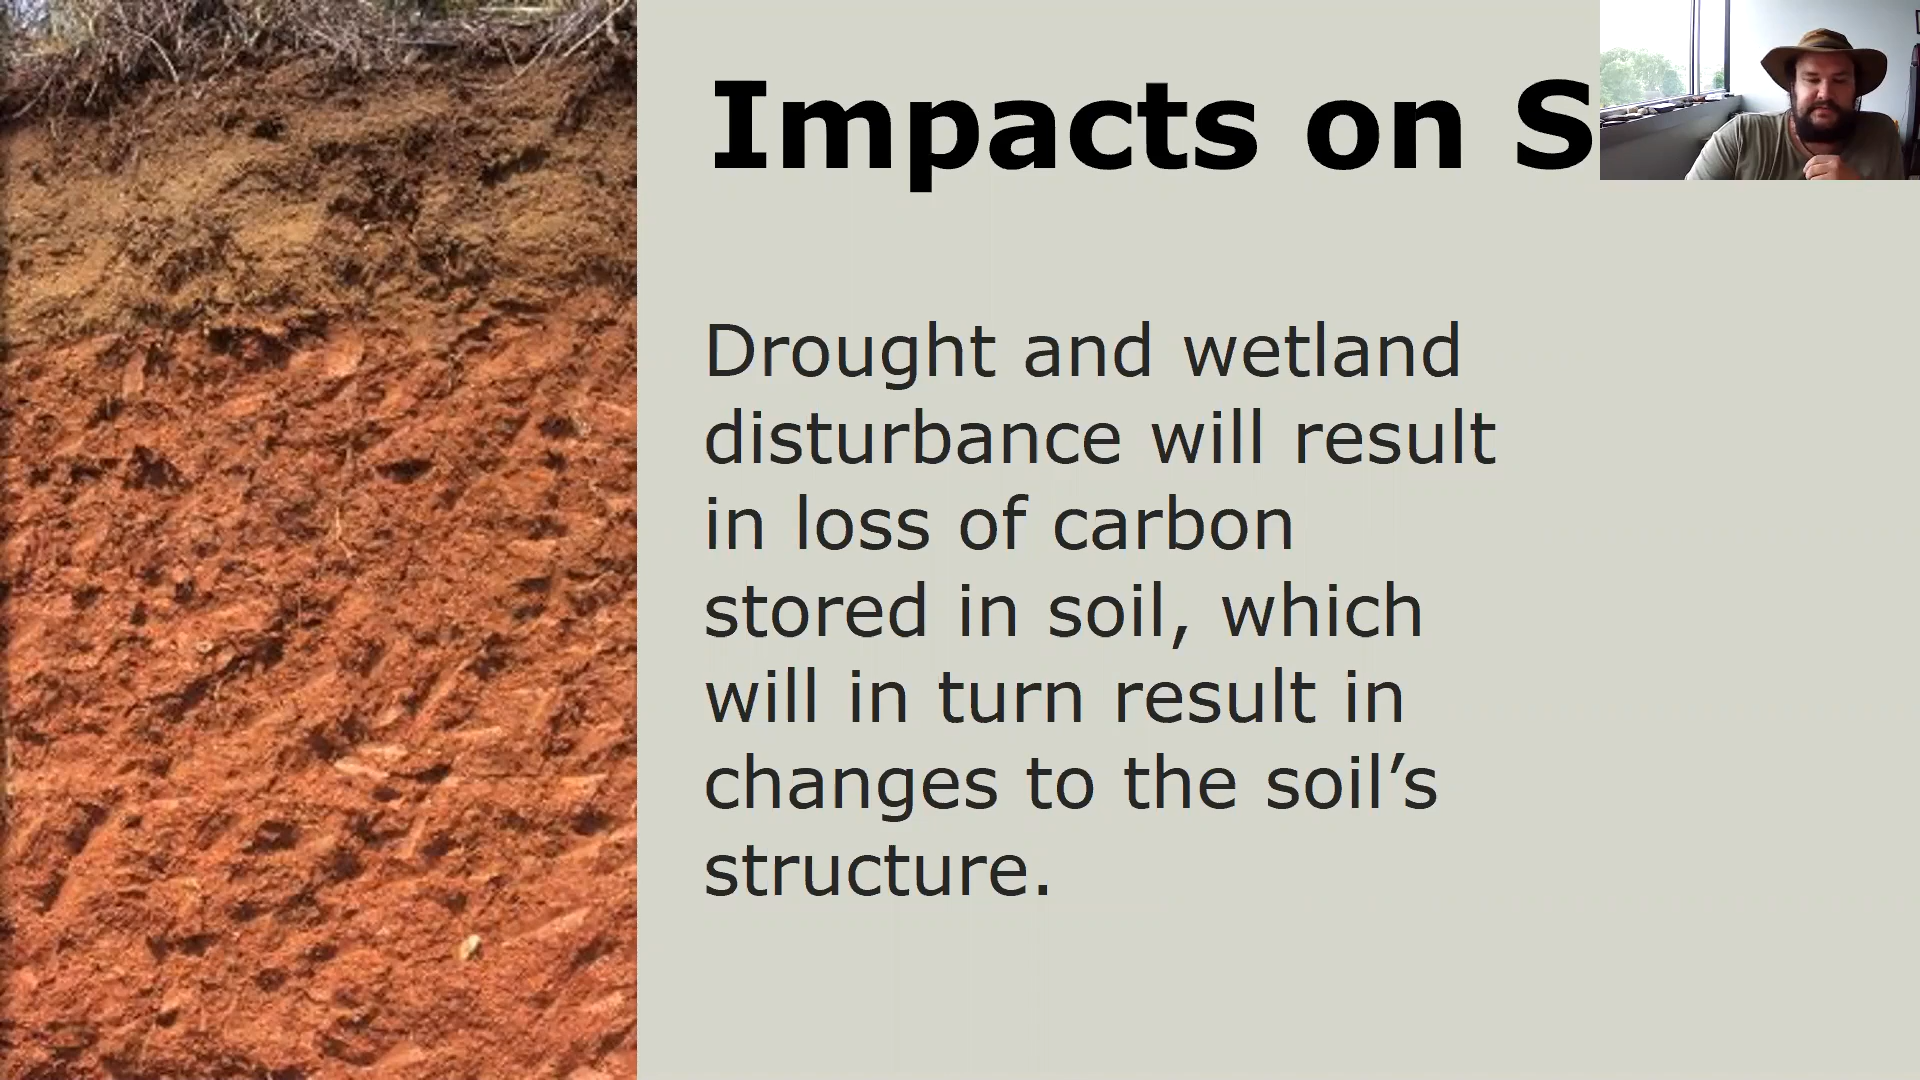 Impacts on S
Drought and wetland
disturbance will result
in loss of carbon
stored in soil, which
will in turn result in
changes to the soil’s
structure.